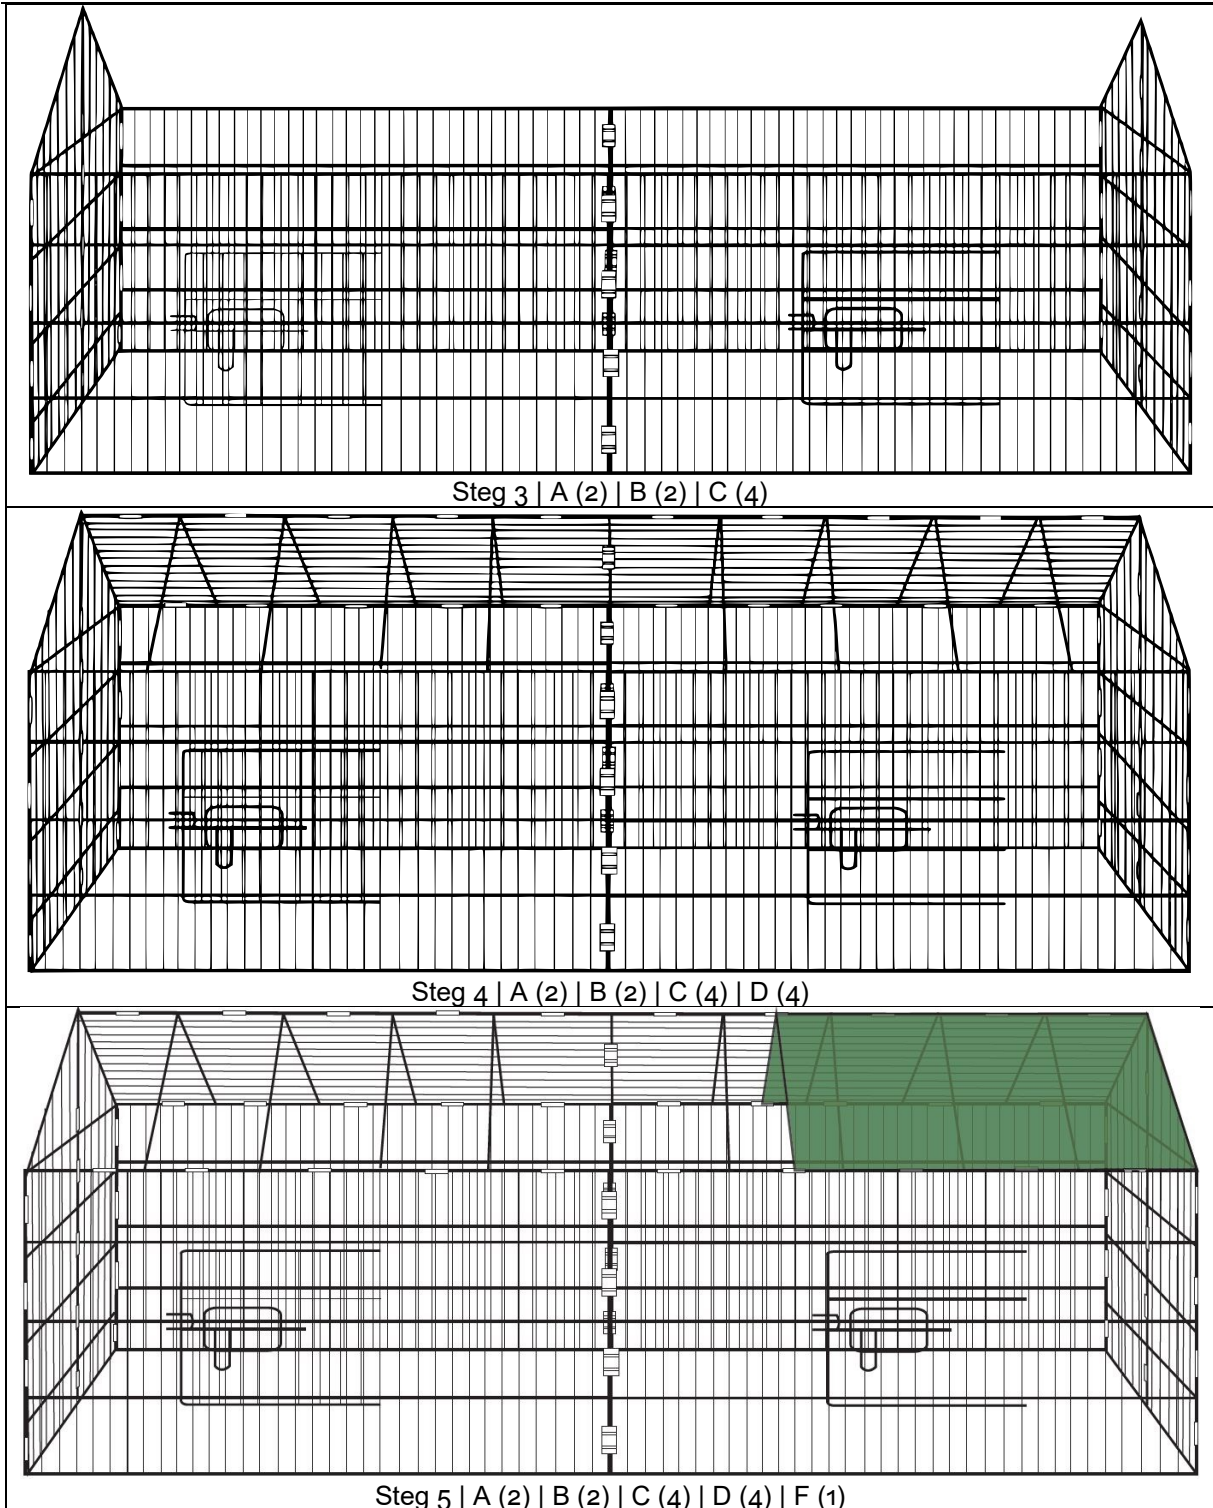 Steg 3 | A (2) | B (2) | C (4)
Steg 4 | A (2) | B (2) | C (4) | D (4)
Steg 5 | A (2) | B (2) | C (4) | D (4) | F (1)